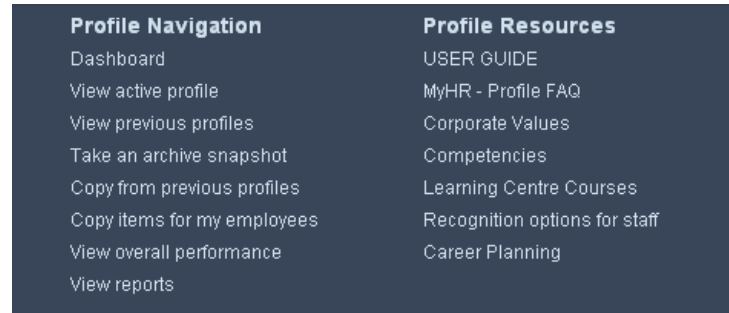 Profile Navigation
Dashboard
View active profile
View previous profiles
Take an archive snapshot
Copy from previous profiles
Copy items for my employees
View overall performance
View reports
Profile Resources
USER GUIDE
MyHR - Profile FAQ
Corporate Values
Competencies
Learning Centre Courses
Recognition options for staff
Career Planning